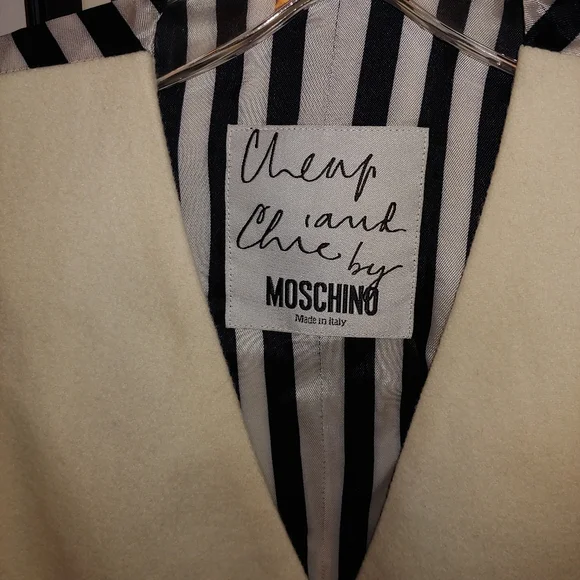 Cheap
and
Chic by
MOSCHINO
Made in Italy